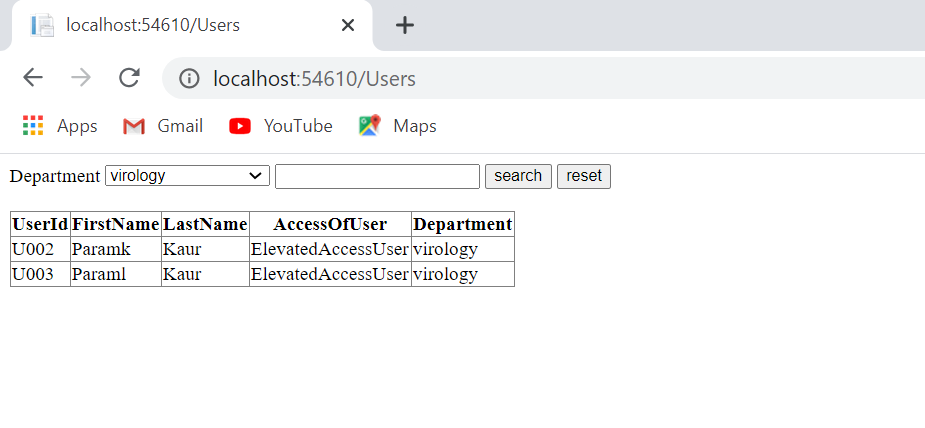 localhost:54610/Users
localhost:54610/Users
Apps Gmail YouTube Maps
Department virology search reset
UserId FirstName LastName AccessOfUser Department
U002 Paramk Kaur ElevatedAccessUser virology
U003 Paraml Kaur ElevatedAccessUser virology